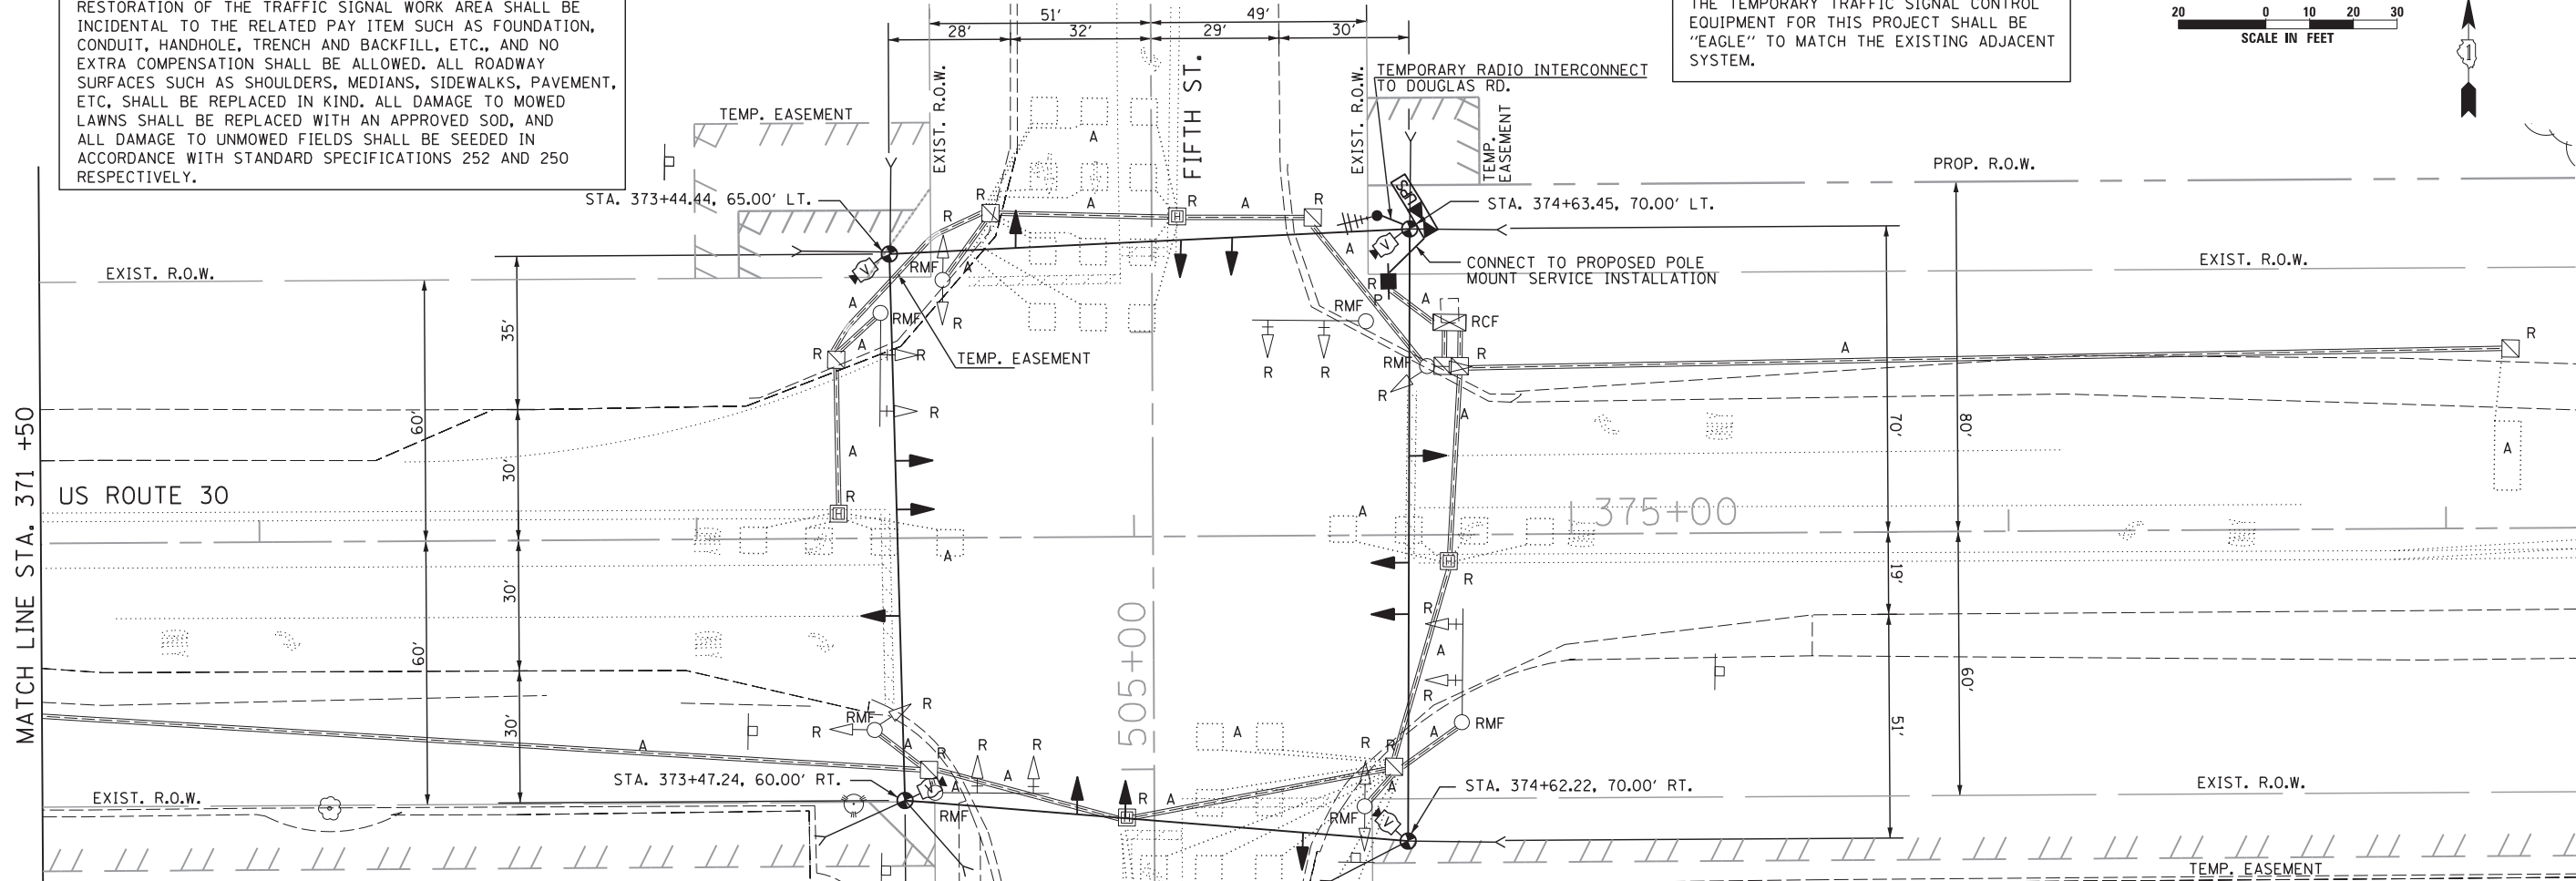 RESTORATION OF THE TRAFFIC SIGNAL WORK AREA SHALL BE
INCIDENTAL TO THE RELATED PAY ITEM SUCH AS FOUNDATION,
CONDUIT, HANDHOLE, TRENCH AND BACKFILL, ETC., AND NO
EXTRA COMPENSATION SHALL BE ALLOWED. ALL ROADWAY
SURFACES SUCH AS SHOULDERS, MEDIANS, SIDEWALKS, PAVEMENT,
ETC, SHALL BE REPLACED IN KIND. ALL DAMAGE TO MOWED
LAWNS SHALL BE REPLACED WITH AN APPROVED SOD, AND
ALL DAMAGE TO UNMOWED FIELDS SHALL BE SEEDED IN
ACCORDANCE WITH STANDARD SPECIFICATIONS 252 AND 250
RESPECTIVELY.
THE TEMPORARY TRAFFIC SIGNAL CONTROL
EQUIPMENT FOR THIS PROJECT SHALL BE
"EAGLE" TO MATCH THE EXISTING ADJACENT
SYSTEM.
20 0 10 20 30
SCALE IN FEET
1
51' 49'
28' 32' 29' 30'
EXIST. R.O.W.
FIFTH ST.
EXIST. R.O.W.
TEMPORARY RADIO INTERCONNECT
TO DOUGLAS RD.
TEMP.
EASEMENT
TEMP. EASEMENT
PROP. R.O.W.
STA. 373+44.44, 65.00' LT.
STA. 374+63.45, 70.00' LT.
CONNECT TO PROPOSED POLE
MOUNT SERVICE INSTALLATION
EXIST. R.O.W.
EXIST. R.O.W.
R
R
A
R
A
R
A
A
V
V
RMF
A
A
R
RMF
R
A
R
R
P
A
RMF
RCF
R
R
RMF
R
R
A
R
TEMP. EASEMENT
35'
60'
30'
R
A
R
A
70'
80'
A
MATCH LINE STA. 371 +50
US ROUTE 30
H
A
A
375+00
H
R
19'
30'
60'
30'
505+00
R
A
R
60'
51'
RMF
R
R
A
A
R
R
R
A
V
RMF
H
R
A
A
R
R
A
A
RMF
RMF
V
STA. 373+47.24, 60.00' RT.
STA. 374+62.22, 70.00' RT.
EXIST. R.O.W.
EXIST. R.O.W.
TEMP. EASEMENT